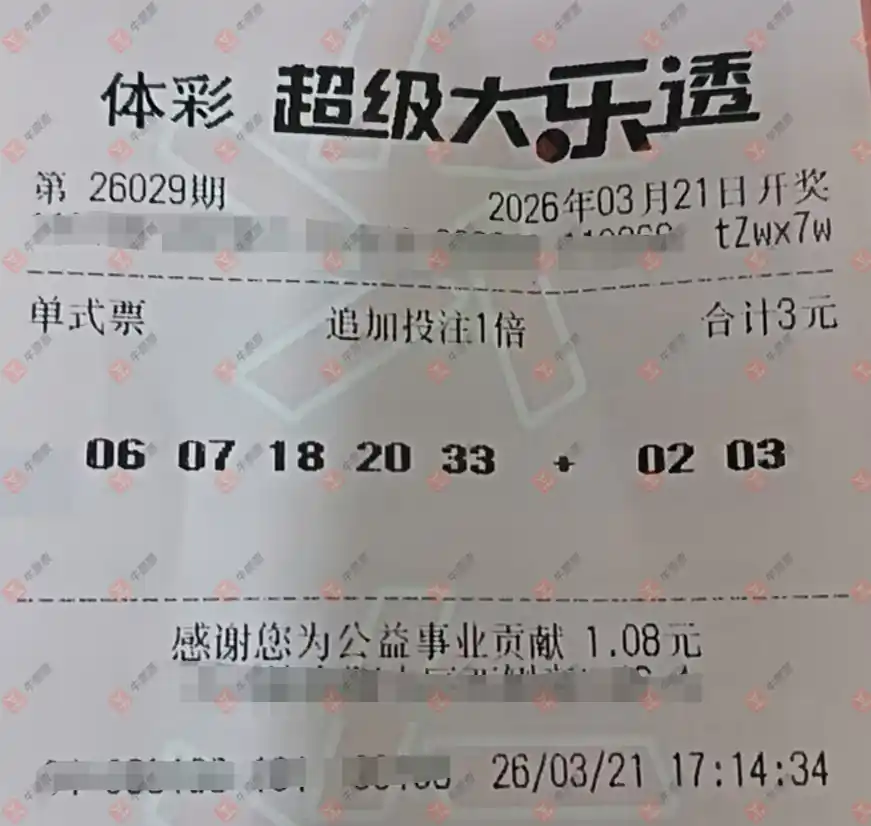 体彩 超级大乐透
第 26029期 2026年03月21日开奖
tZwx7w
单式票 追加投注1倍 合计3元
06 07 18 20 33 + 02 03
感谢您为公益事业贡献 1.08元
26/03/21 17:14:34